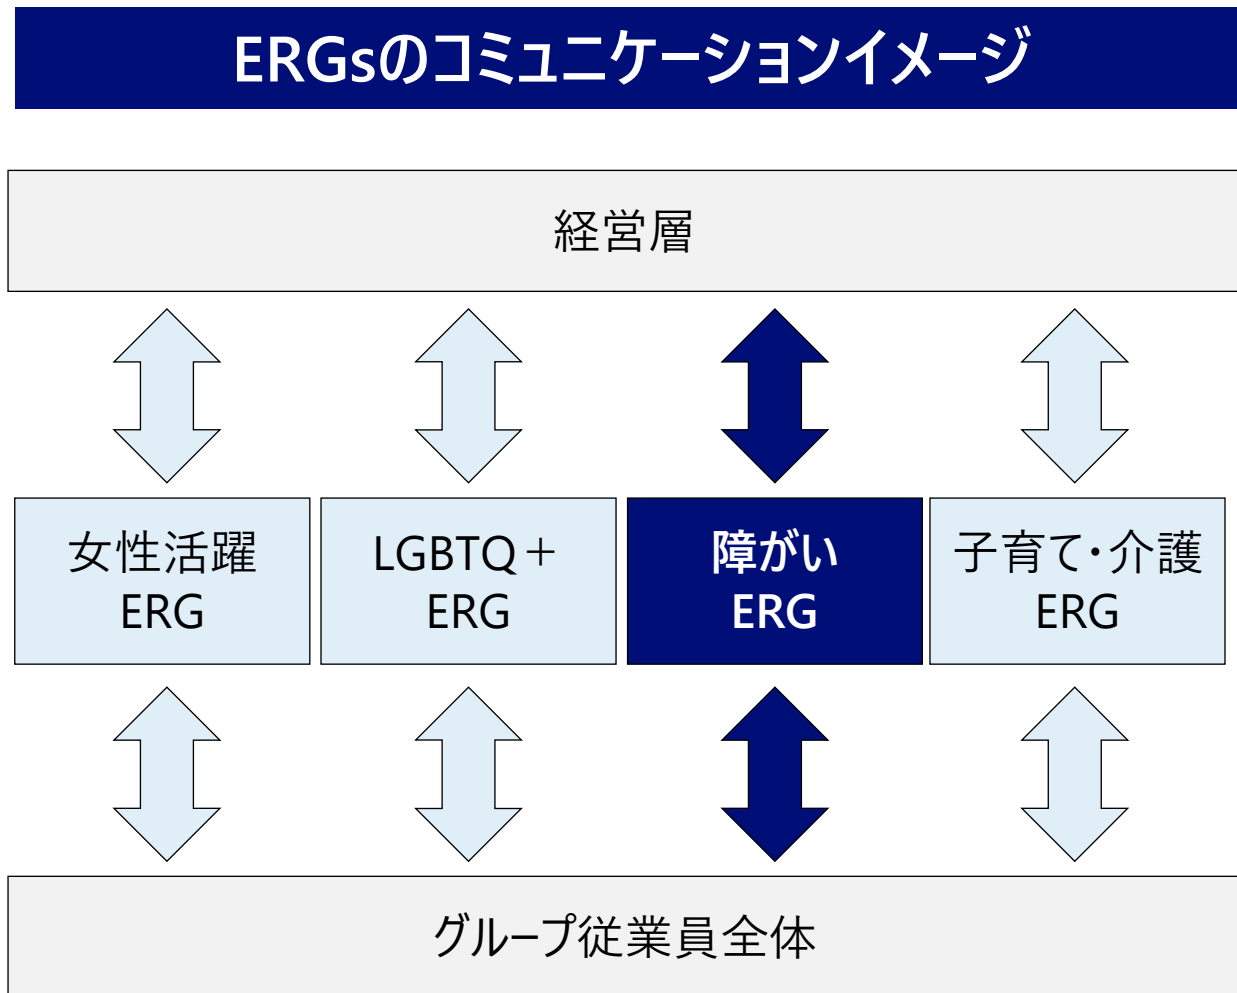 ERGsのコミュニケーションイメージ
経営層
女性活躍
ERG
LGBTQ＋
ERG
障がい
ERG
子育て・介護
ERG
グループ従業員全体